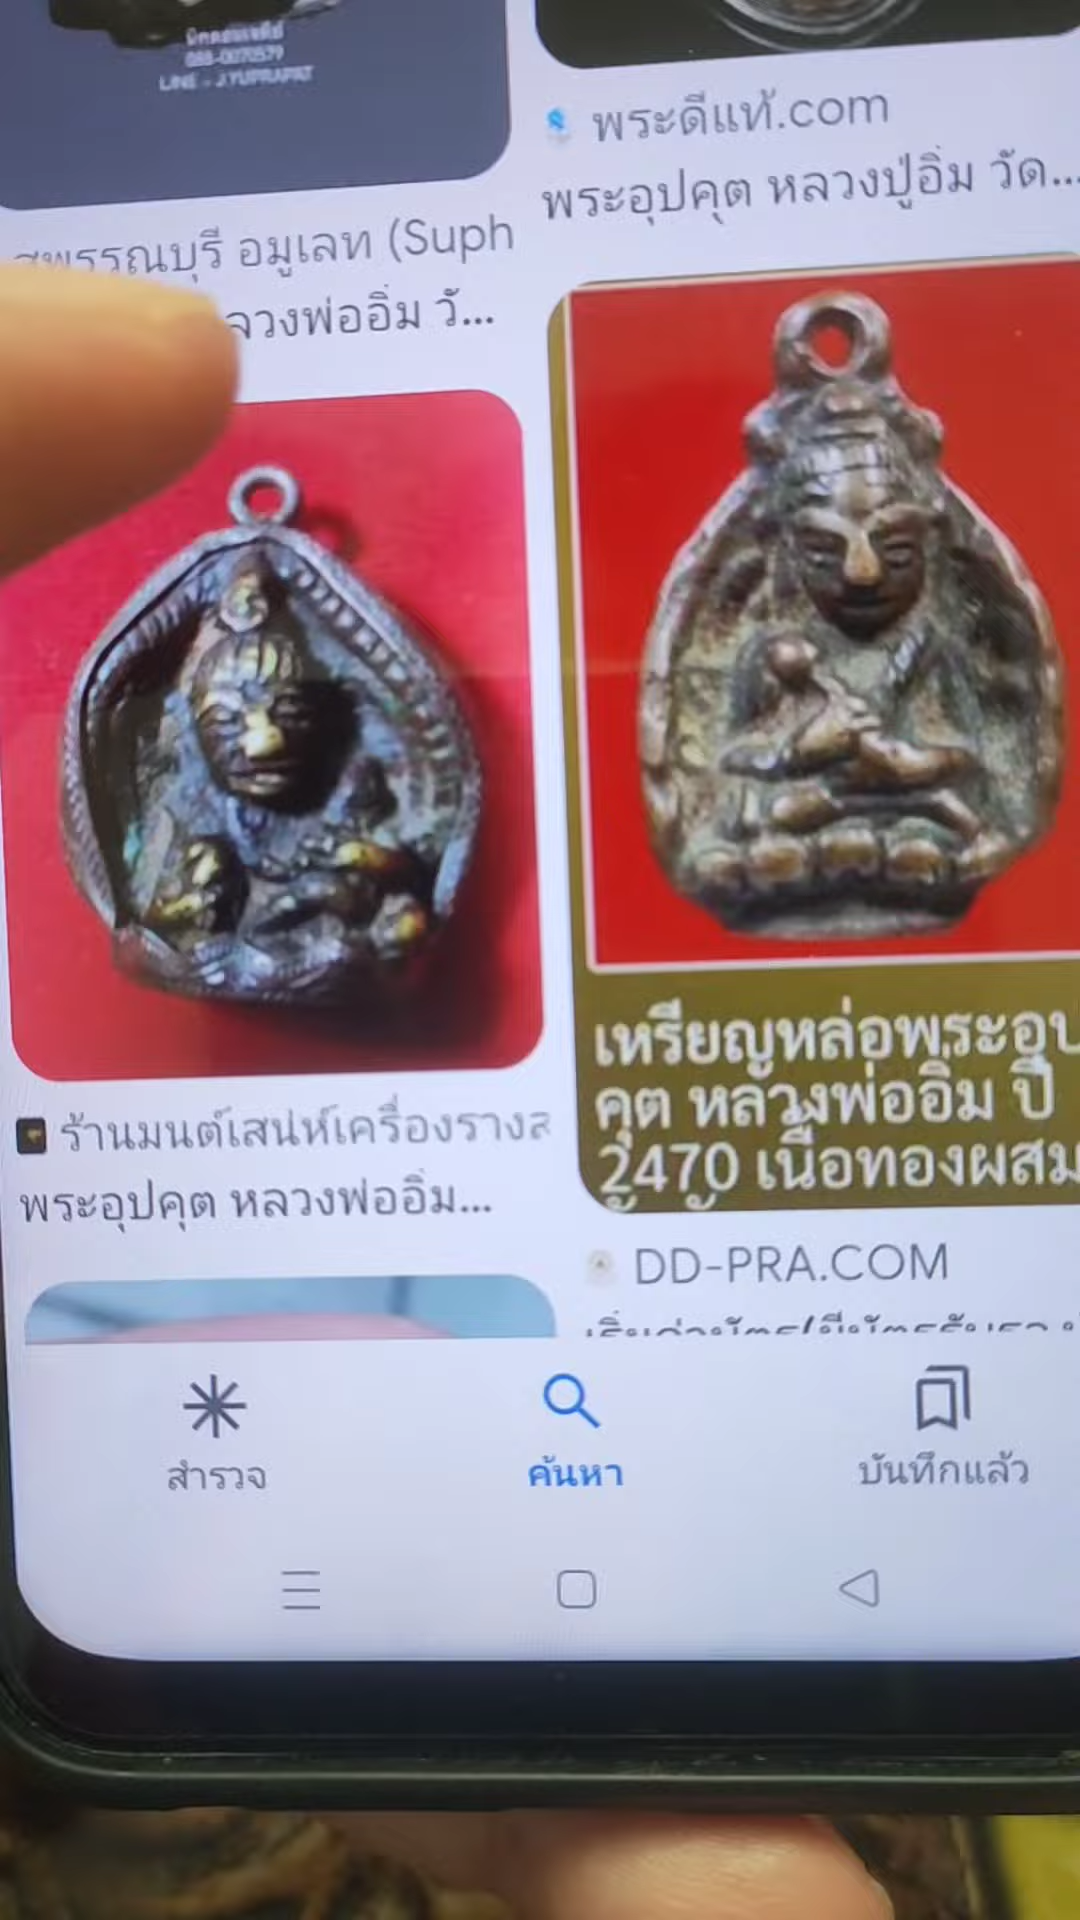 088-0070579
LINE - J.YUPRAPAT
สุพรรณบุรี อมูเลท (Suph
ลวงพ่ออิ่ม วั...
พระดีแท้.com
พระอุปคุต หลวงปู่อิ่ม วัด...
ร้านมนต์เสน่ห์เครื่องรางส
พระอุปคุต หลวงพ่ออิ่ม...
เหรียญหล่อพระอุป
คุต หลวงพ่ออิ่ม ปี
2470 เนื้อทองผสม
DD-PRA.COM
สำรวจ
ค้นหา
บันทึกแล้ว